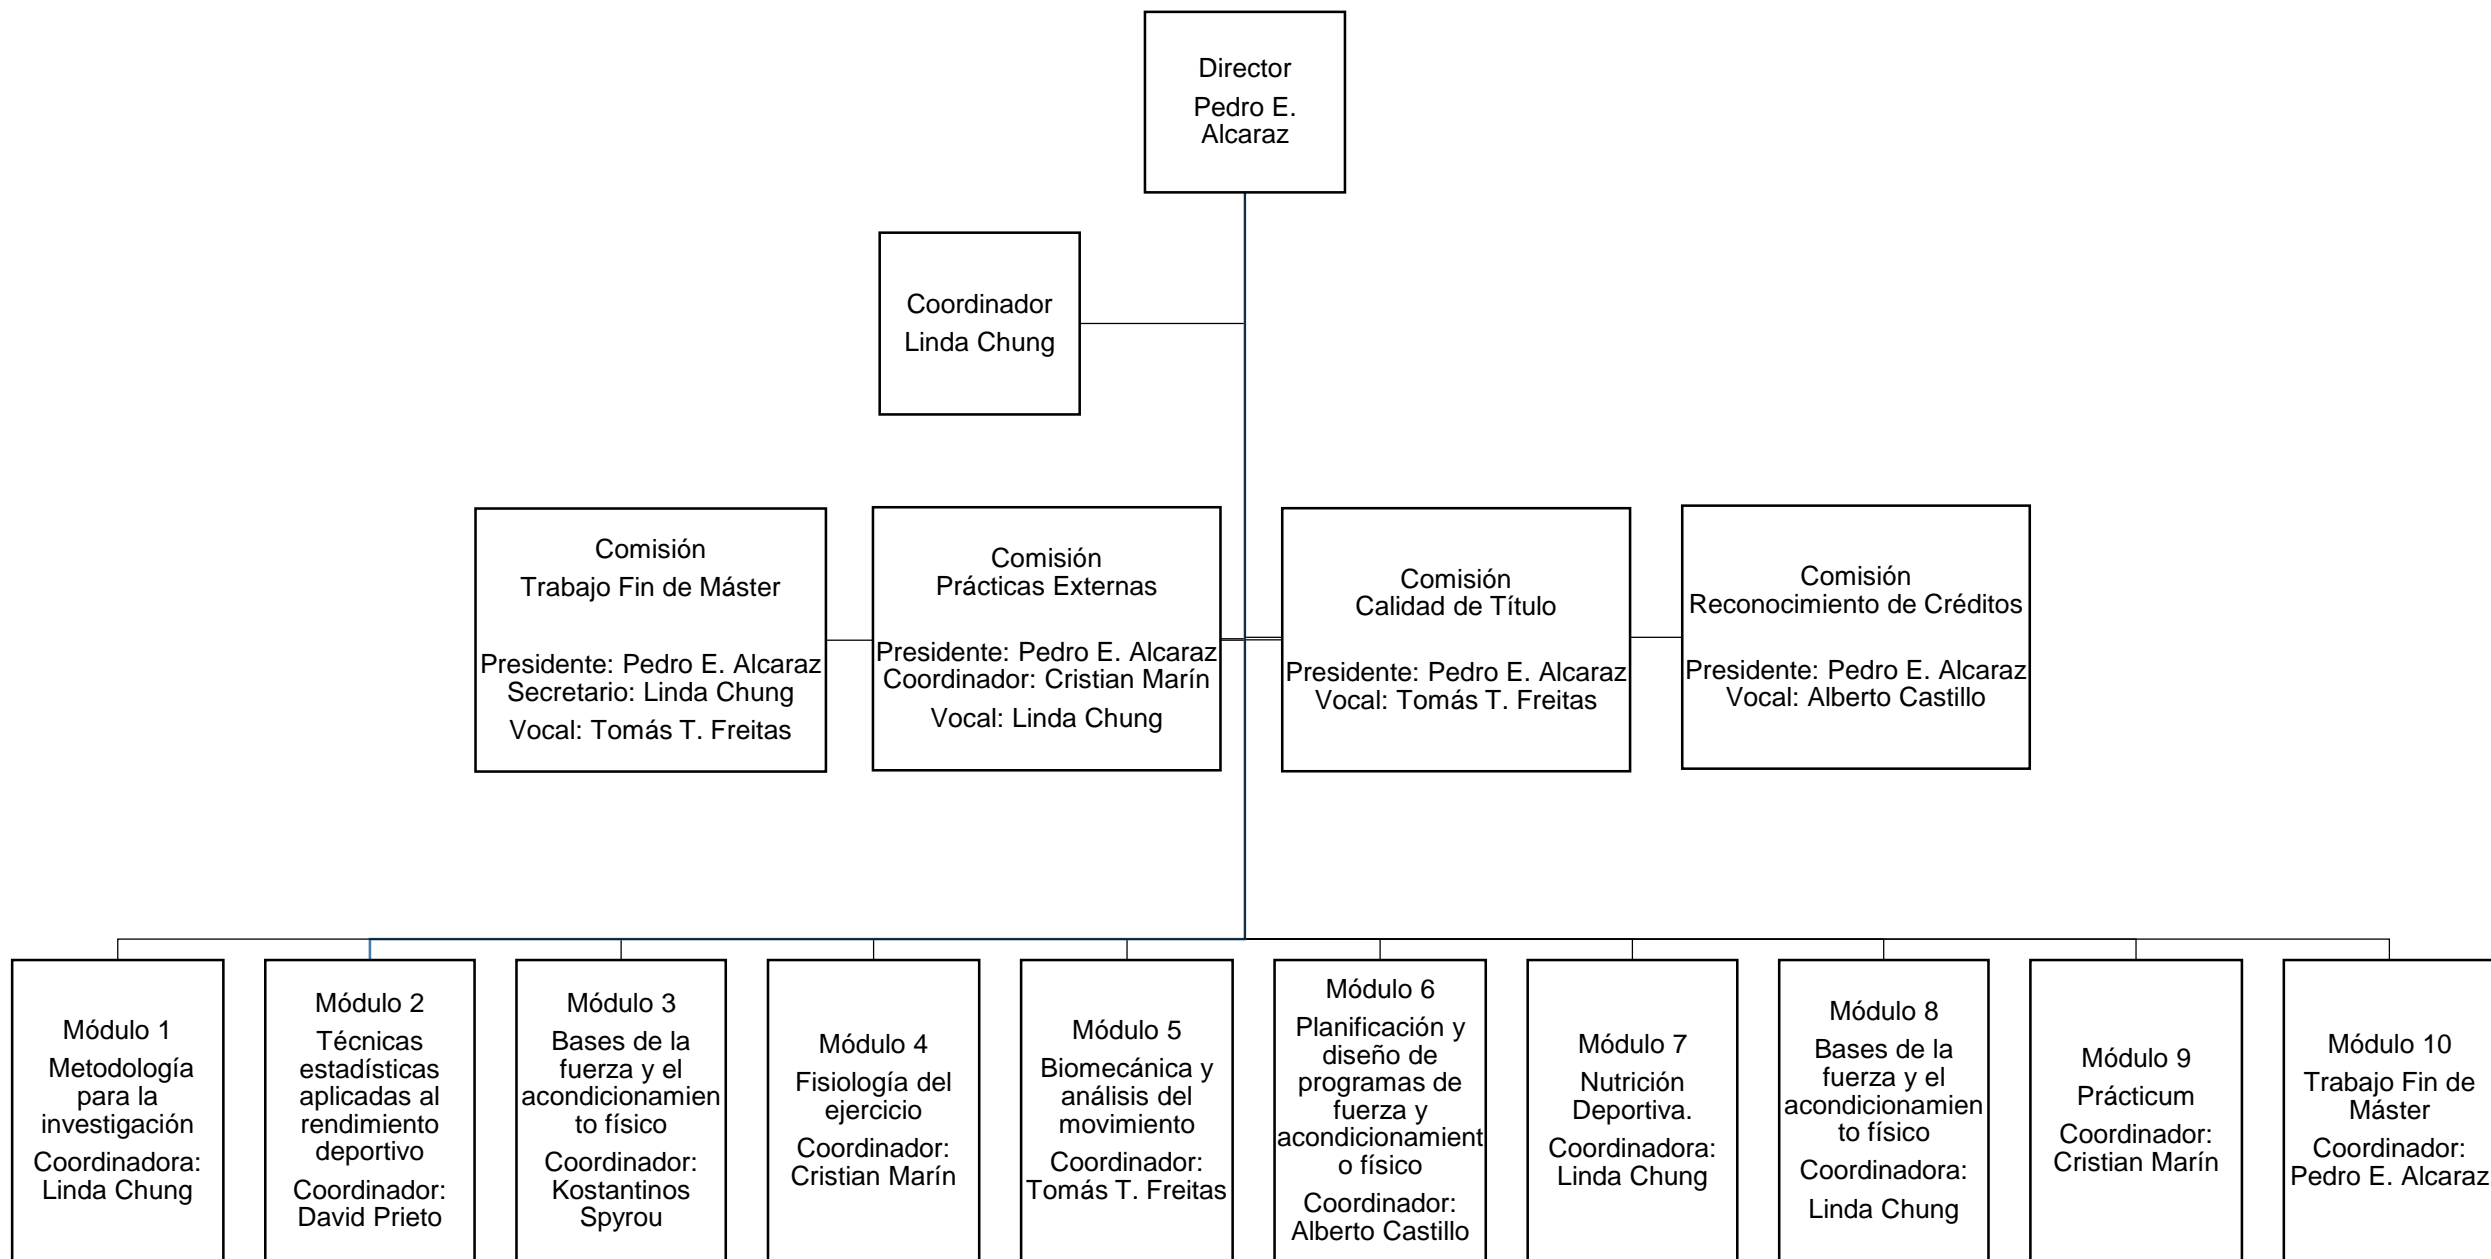 Director
Pedro E.
Alcaraz
Coordinador
Linda Chung
Comisión
Trabajo Fin de Máster
Presidente: Pedro E. Alcaraz
Secretario: Linda Chung
Vocal: Tomás T. Freitas
Comisión
Prácticas Externas
Presidente: Pedro E. Alcaraz
Coordinador: Cristian Marín
Vocal: Linda Chung
Comisión
Calidad de Título
Presidente: Pedro E. Alcaraz
Vocal: Tomás T. Freitas
Comisión
Reconocimiento de Créditos
Presidente: Pedro E. Alcaraz
Vocal: Alberto Castillo
Módulo 1
Metodología
para la
investigación
Coordinadora:
Linda Chung
Módulo 2
Técnicas
estadísticas
aplicadas al
rendimiento
deportivo
Coordinador:
David Prieto
Módulo 3
Bases de la
fuerza y el
acondicionamien
to físico
Coordinador:
Kostantinos
Spyrou
Módulo 4
Fisiología del
ejercicio
Coordinador:
Cristian Marín
Módulo 5
Biomecánica y
análisis del
movimiento
Coordinador:
Tomás T. Freitas
Módulo 6
Planificación y
diseño de
programas de
fuerza y
acondicionamient
o físico
Coordinador:
Alberto Castillo
Módulo 7
Nutrición
Deportiva.
Coordinadora:
Linda Chung
Módulo 8
Bases de la
fuerza y el
acondicionamien
to físico
Coordinadora:
Linda Chung
Módulo 9
Prácticum
Coordinador:
Cristian Marín
Módulo 10
Trabajo Fin de
Máster
Coordinador:
Pedro E. Alcaraz